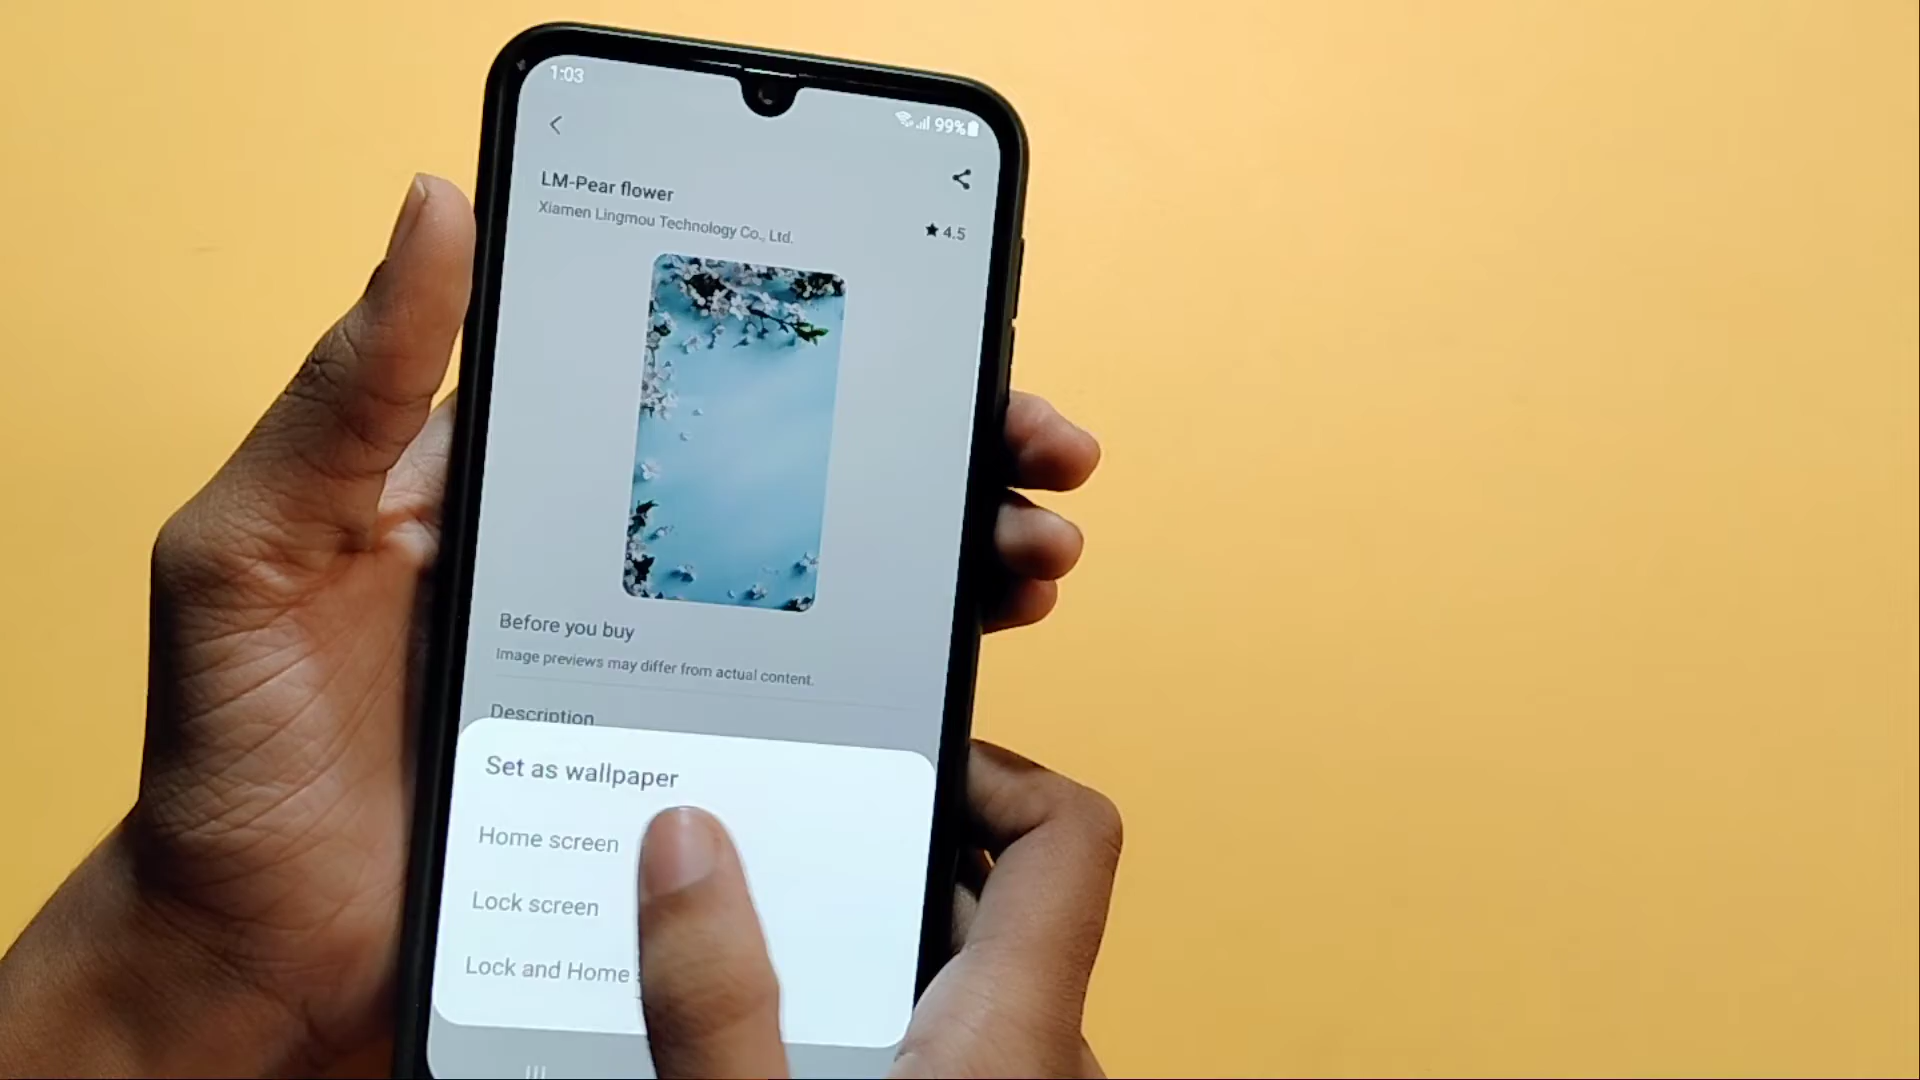 1:03
99%
LM-Pear flower
Xiamen Lingmou Technology Co., Ltd.
★ 4.5
Before you buy
Image previews may differ from actual content.
Description
Set as wallpaper
Home screen
Lock screen
Lock and Home